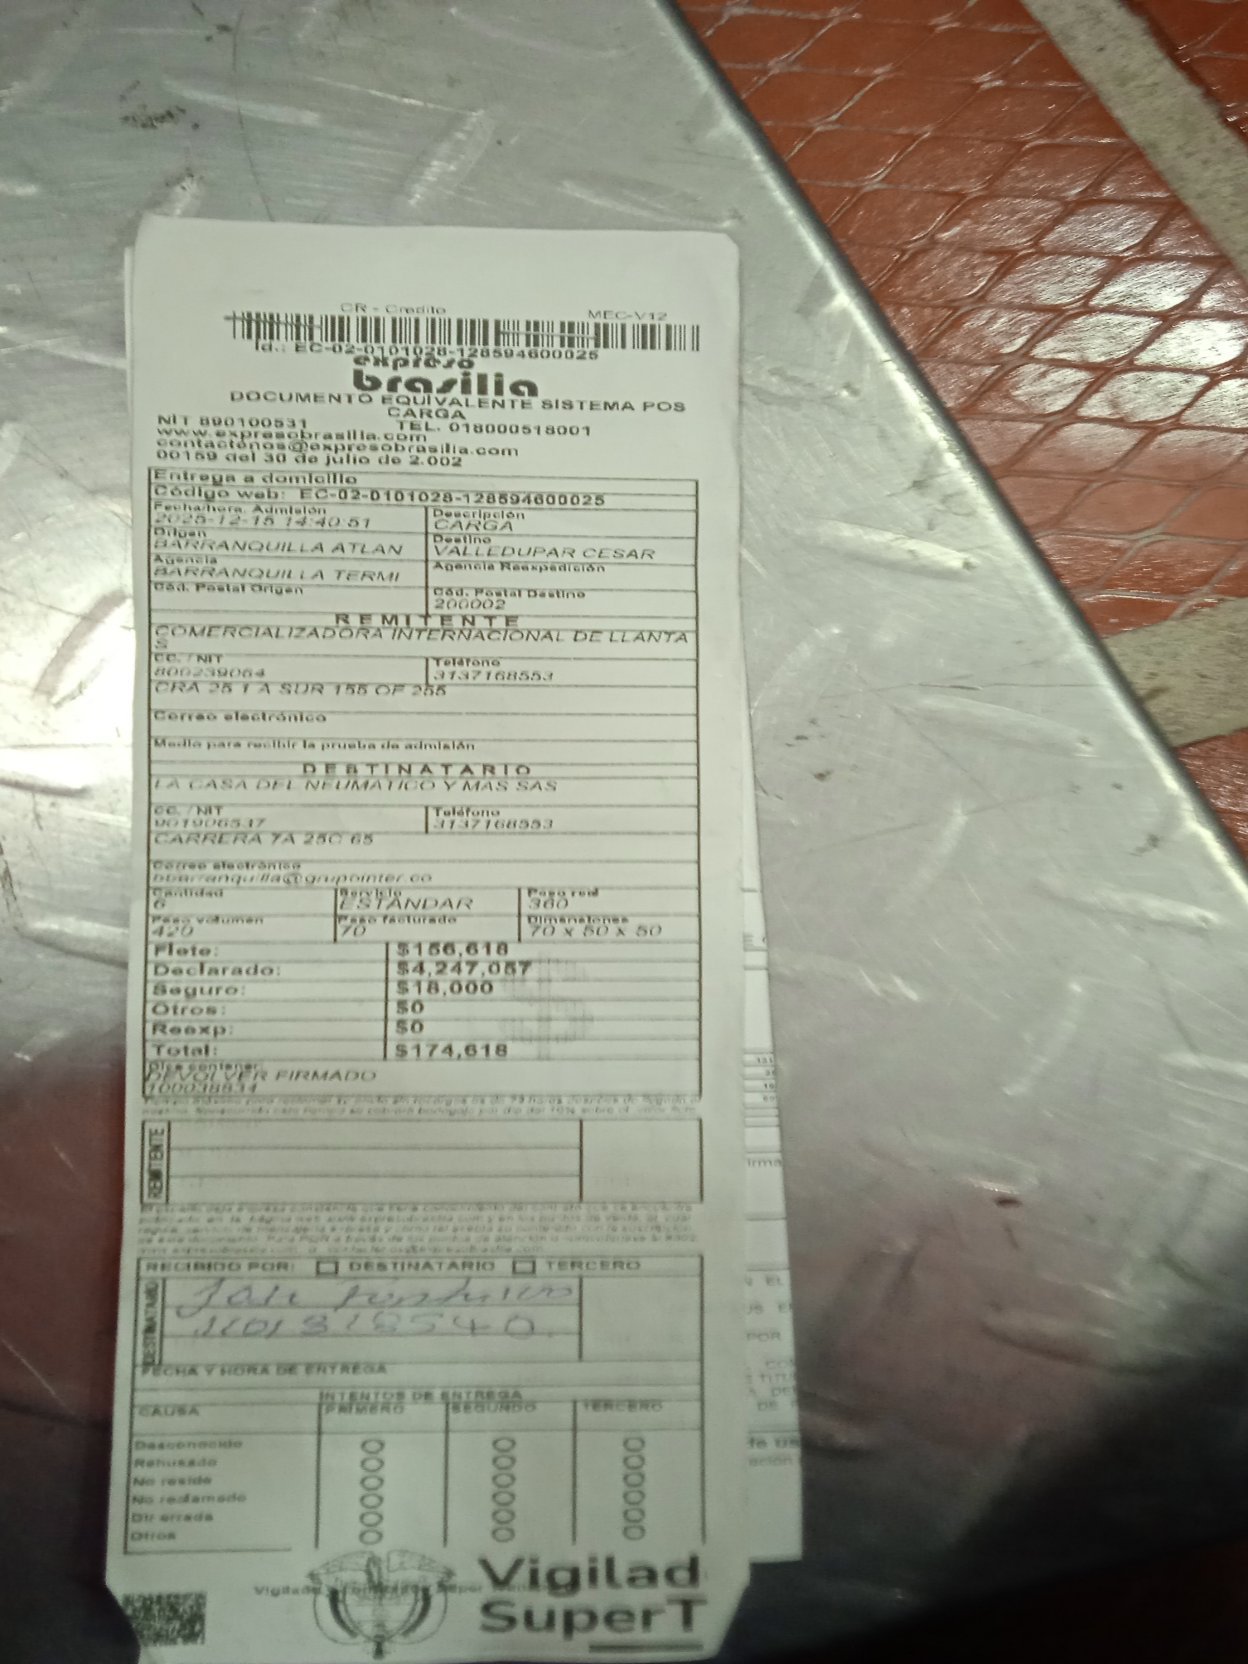 CR - Credito
MEC-V12
Id.: EC-02-0101028-128594600025
expreso
brasilia
DOCUMENTO EQUIVALENTE SISTEMA POS
CARGA
NIT 890100531 TEL. 018000518001
www.expresobrasilia.com
contactenos@expresobrasilia.com
00159 del 30 de julio de 2.002
Entrega a domicilio
Código web: EC-02-0101028-128594600025
Fecha/hora. Admisión Descripción
2025-12-15 14:40:51 CARGA
Origen Destino
BARRANQUILLA ATLAN VALLEDUPAR CESAR
Agencia Agencia Reexpedición
BARRANQUILLA TERMI
Cód. Postal Origen Cód. Postal Destino
200002
REMITENTE
COMERCIALIZADORA INTERNACIONAL DE LLANTA
S
CC. / NIT Teléfono
800239064 3137168553
CRA 25 1 A SUR 155 OF 255
Correo electrónico
Medio para recibir la prueba de admisión
DESTINATARIO
LA CASA DEL NEUMATICO Y MAS SAS
CC. / NIT Teléfono
901906537 3137168553
CARRERA 7A 25C 65
Correo electrónico
bbarranquilla@grupointer.co
Cantidad Servicio Peso real
6 ESTÁNDAR 360
Peso volumen Peso facturado Dimensiones
420 70 70 x 50 x 50
Flete: $156,618
Declarado: $4,247,057
Seguro: $18,000
Otros: $0
Reexp: $0
Total: $174,618
Dice contener:
DEVOLVER FIRMADO
100038834
REMITENTE
RECIBIDO POR: DESTINATARIO TERCERO
DESTINATARIO
FECHA Y HORA DE ENTREGA
INTENTOS DE ENTREGA
CAUSA PRIMERO SEGUNDO TERCERO
Desconocido
Rehusado
No reside
No reclamado
Dir errada
Otros
Vigilad
SuperT